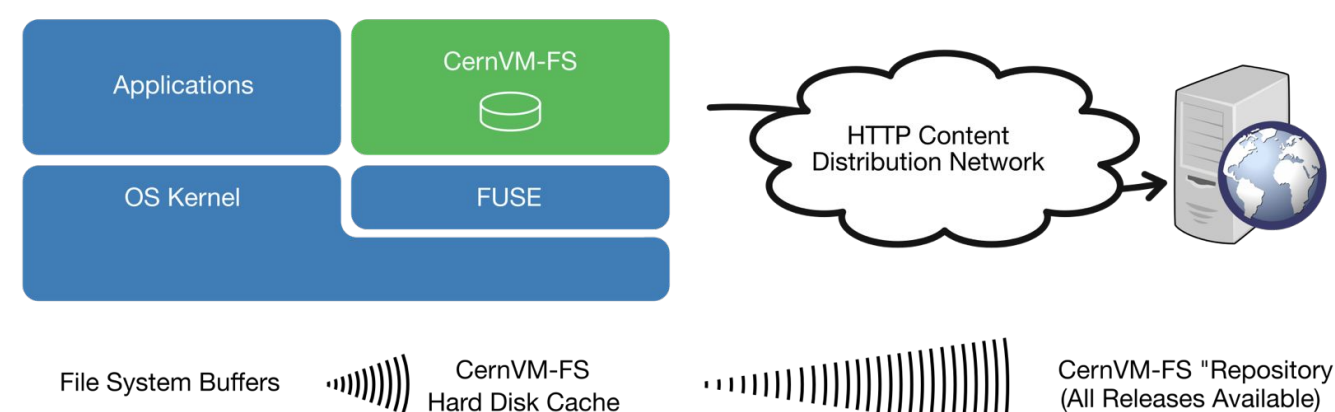 Applications
CernVM-FS
OS Kernel
FUSE
HTTP Content
Distribution Network
File System Buffers
CernVM-FS
Hard Disk Cache
CernVM-FS "Repository
(All Releases Available)